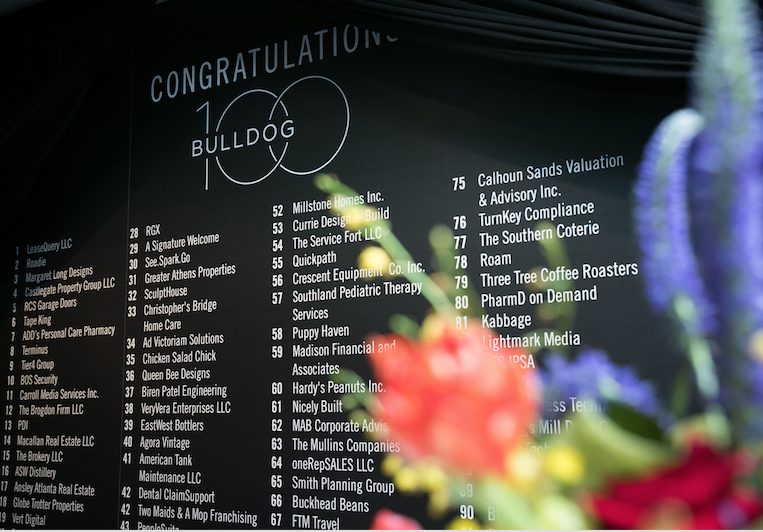 CONGRATULATIONS
100
BULLDOG
1 LeaseQuery LLC
2 Roadie
3 Margaret Long Designs
4 Castlegate Property Group LLC
5 RCS Garage Doors
6 Tape King
7 ADD's Personal Care Pharmacy
8 Terminus
9 Tier4 Group
10 BOS Security
11 Carroll Media Services Inc.
12 The Brogdon Firm LLC
13 PDI
14 Macallan Real Estate LLC
15 The Brokery LLC
16 ASW Distillery
17 Ansley Atlanta Real Estate
18 Globe Trotter Properties
19 Vert Digital
28 RGX
29 A Signature Welcome
30 See.Spark.Go
31 Greater Athens Properties
32 SculptHouse
33 Christopher's Bridge
Home Care
34 Ad Victoriam Solutions
35 Chicken Salad Chick
36 Queen Bee Designs
37 Biren Patel Engineering
38 VeryVera Enterprises LLC
39 EastWest Bottlers
40 Agora Vintage
41 American Tank
Maintenance LLC
42 Dental ClaimSupport
42 Two Maids & A Mop Franchising
43 PeopleSuite
52 Millstone Homes Inc.
53 Currie Design + Build
54 The Service Fort LLC
55 Quickpath
56 Crescent Equipment Co. Inc.
57 Southland Pediatric Therapy
Services
58 Puppy Haven
59 Madison Financial and
Associates
60 Hardy's Peanuts Inc.
61 Nicely Built
62 MAB Corporate Advis
63 The Mullins Companies
64 oneRepSALES LLC
65 Smith Planning Group
66 Buckhead Beans
67 FTM Travel
75 Calhoun Sands Valuation
& Advisory Inc.
76 TurnKey Compliance
77 The Southern Coterie
78 Roam
79 Three Tree Coffee Roasters
80 PharmD on Demand
81 Kabbage
Lightmark Media
IPSA
90